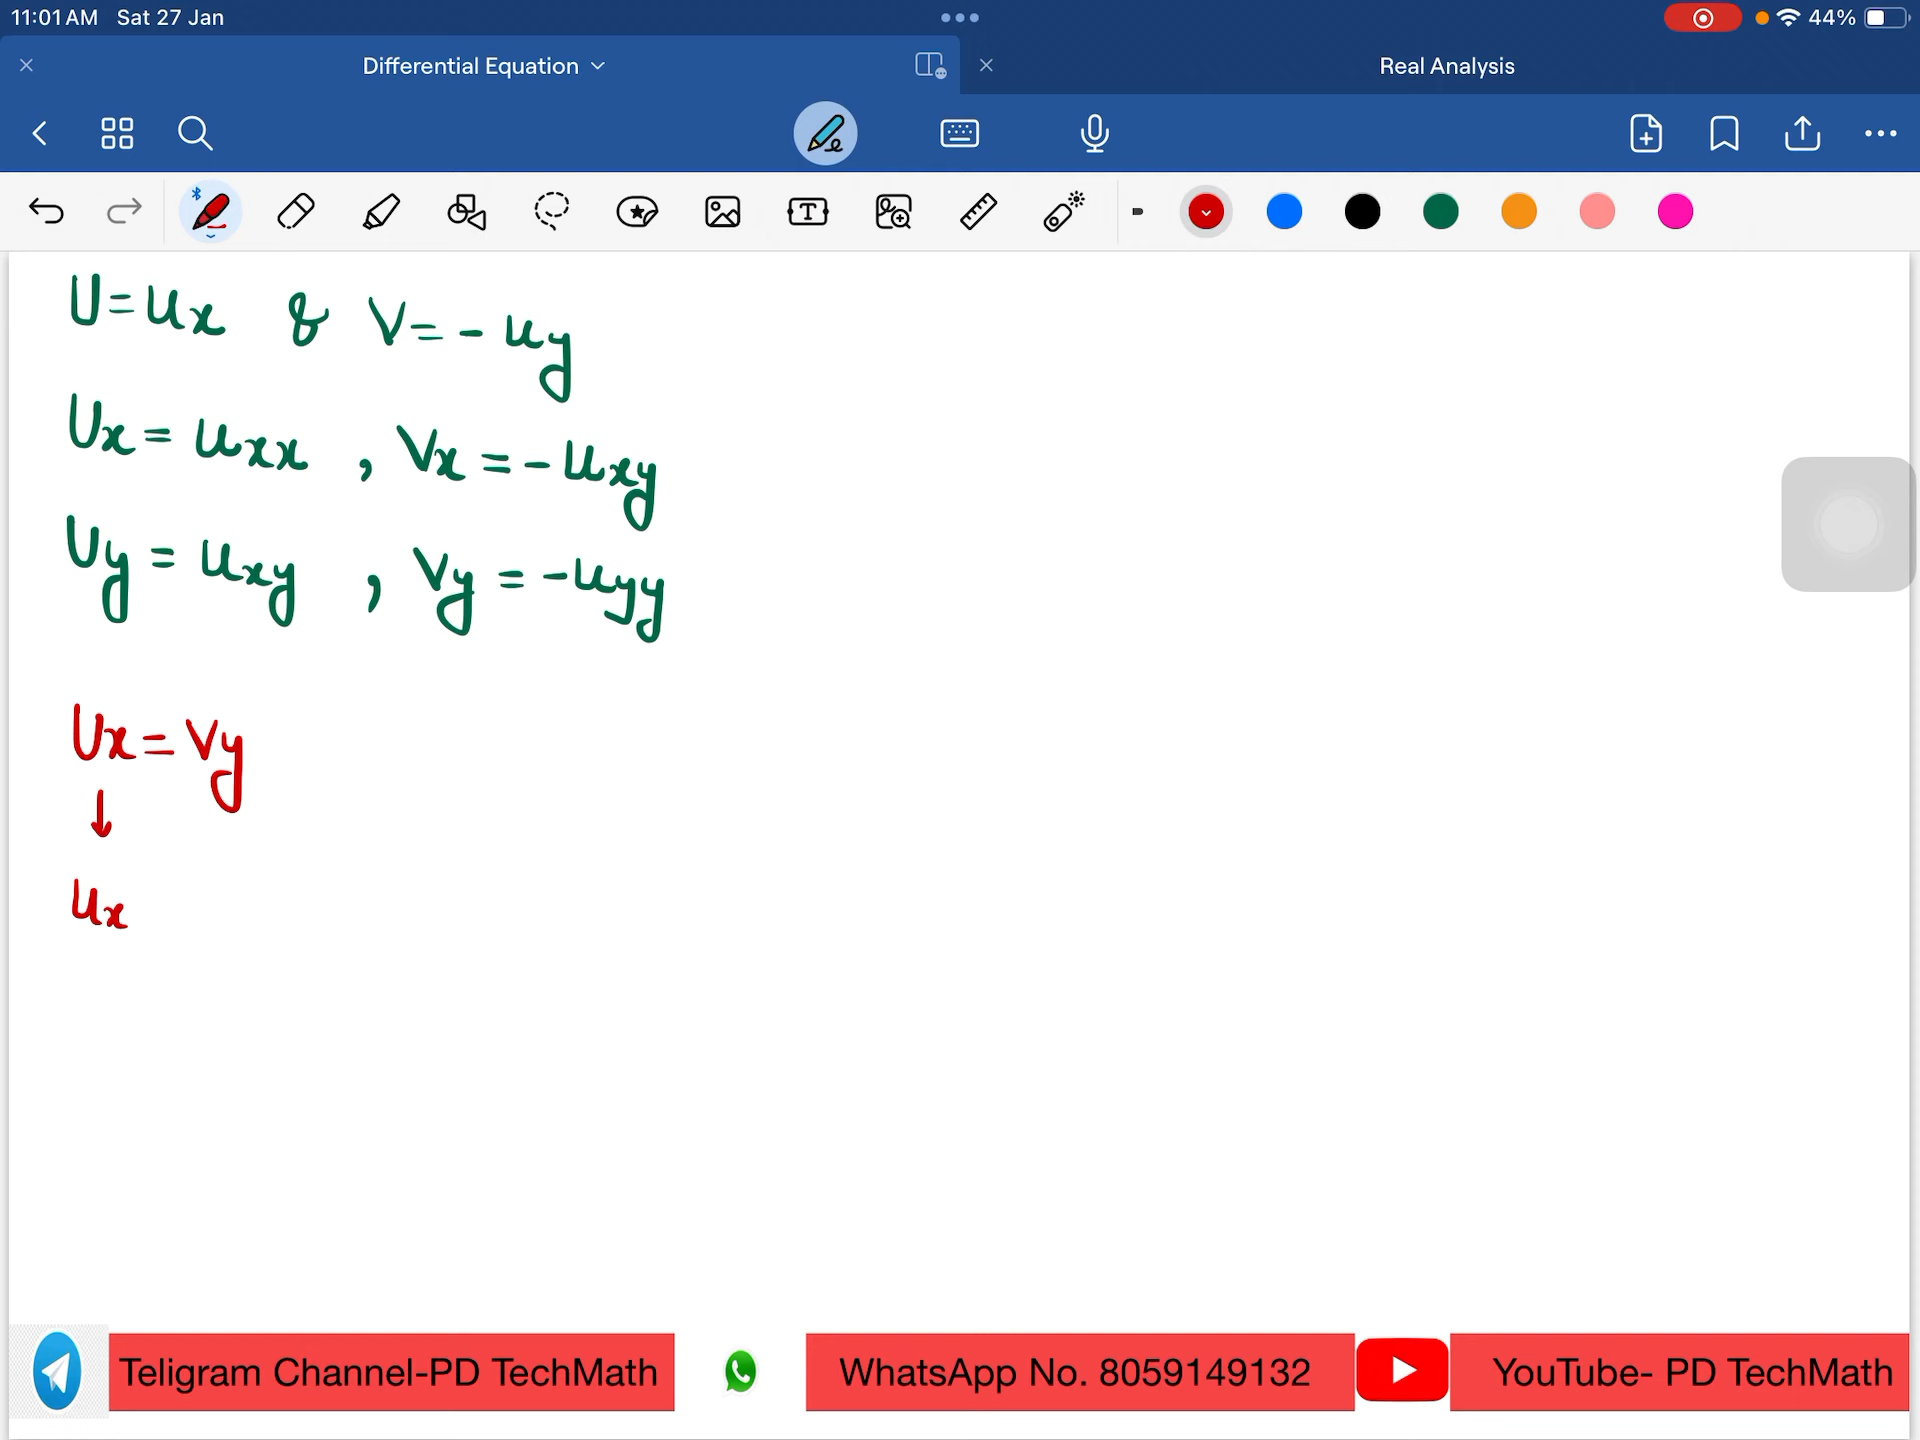 11:01 AM Sat 27 Jan 44%
Differential Equation Real Analysis
U = ux & V = - uy
Ux = uxx , Vx = - uxy
Uy = uxy , Vy = - uyy
Ux = Vy
↓
ux
Teligram Channel-PD TechMath WhatsApp No. 8059149132 YouTube- PD TechMath